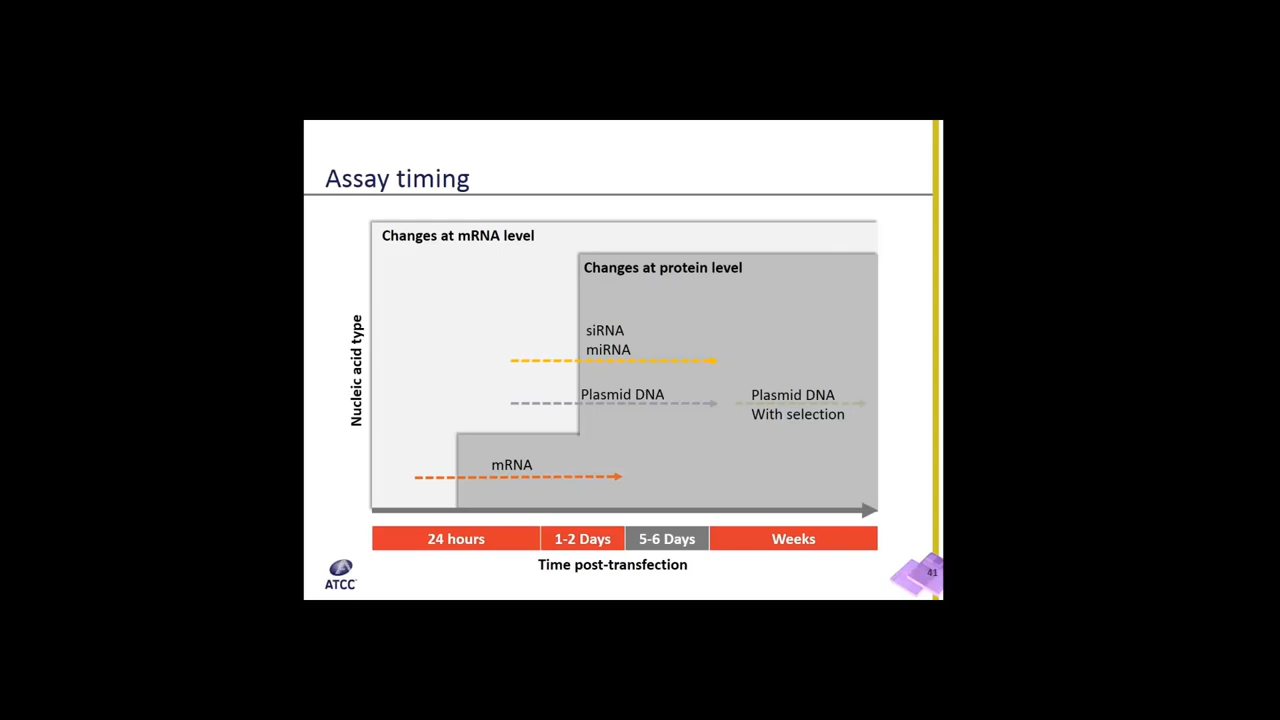 Assay timing
Changes at mRNA level
Changes at protein level
siRNA
miRNA
Plasmid DNA
Plasmid DNA
With selection
mRNA
Nucleic acid type
24 hours
1-2 Days
5-6 Days
Weeks
Time post-transfection
ATCC
41